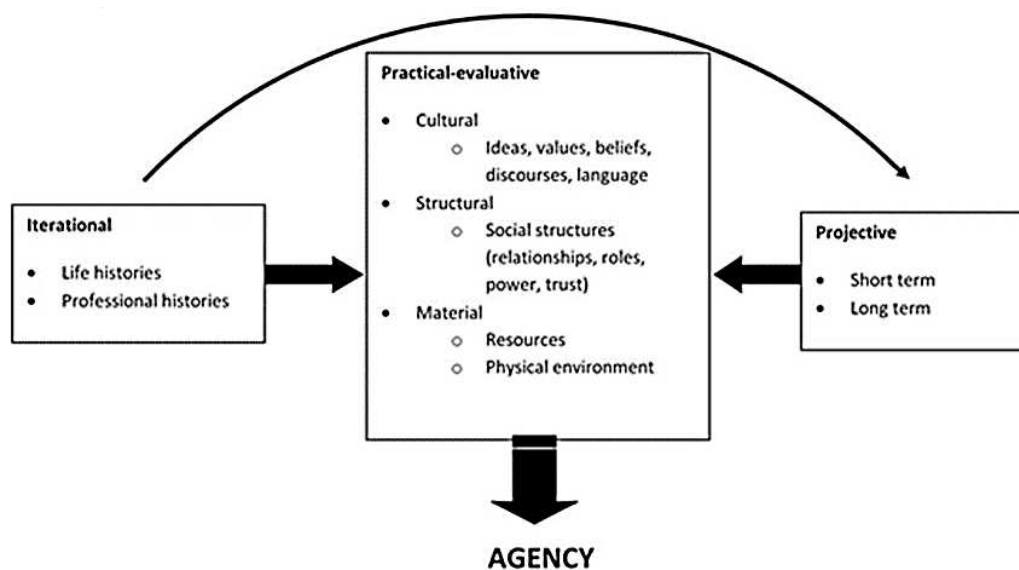 Iterational
• Life histories
• Professional histories
Practical-evaluative
• Cultural
○ Ideas, values, beliefs,
discourses, language
• Structural
○ Social structures
(relationships, roles,
power, trust)
• Material
○ Resources
○ Physical environment
Projective
• Short term
• Long term
AGENCY